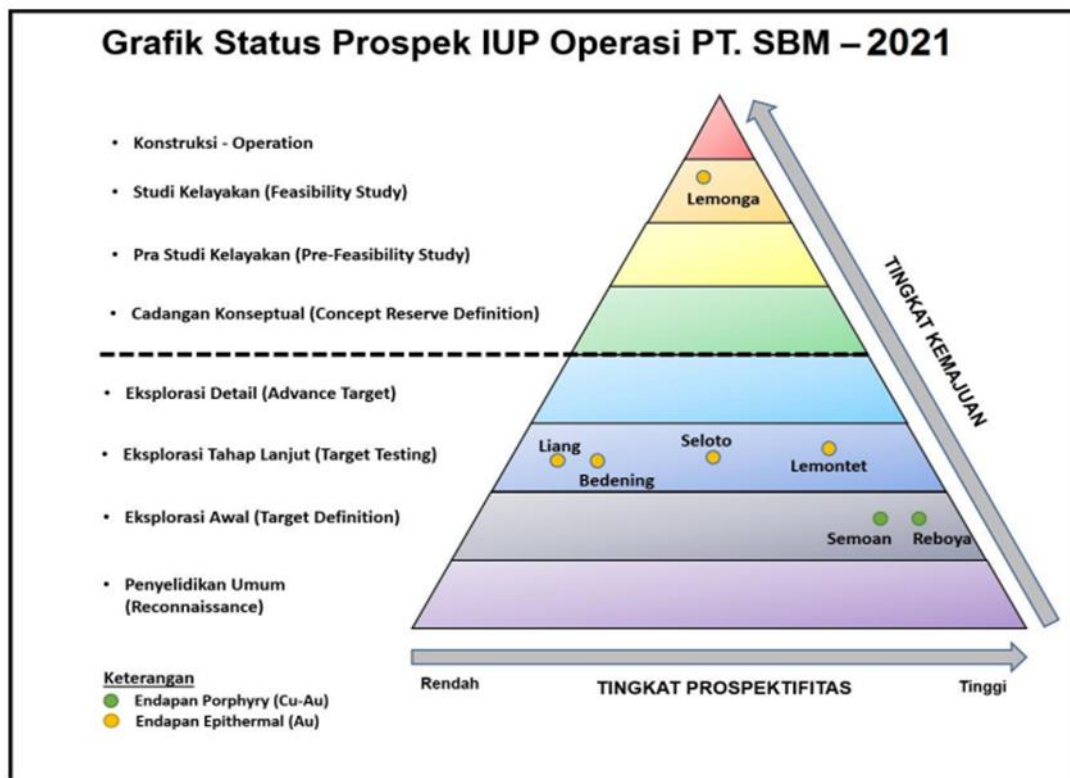 Grafik Status Prospek IUP Operasi PT. SBM – 2021
• Konstruksi - Operation
• Studi Kelayakan (Feasibility Study)
Lemonga
• Pra Studi Kelayakan (Pre-Feasibility Study)
• Cadangan Konseptual (Concept Reserve Definition)
TINGKAT KEMAJUAN
• Eksplorasi Detail (Advance Target)
• Eksplorasi Tahap Lanjut (Target Testing)
Liang
Bedening
Seloto
Lemontet
• Eksplorasi Awal (Target Definition)
Semoan
Reboya
• Penyelidikan Umum
(Reconnaissance)
Rendah
TINGKAT PROSPEKTIFITAS
Tinggi
Keterangan
Endapan Porphyry (Cu-Au)
Endapan Epithermal (Au)